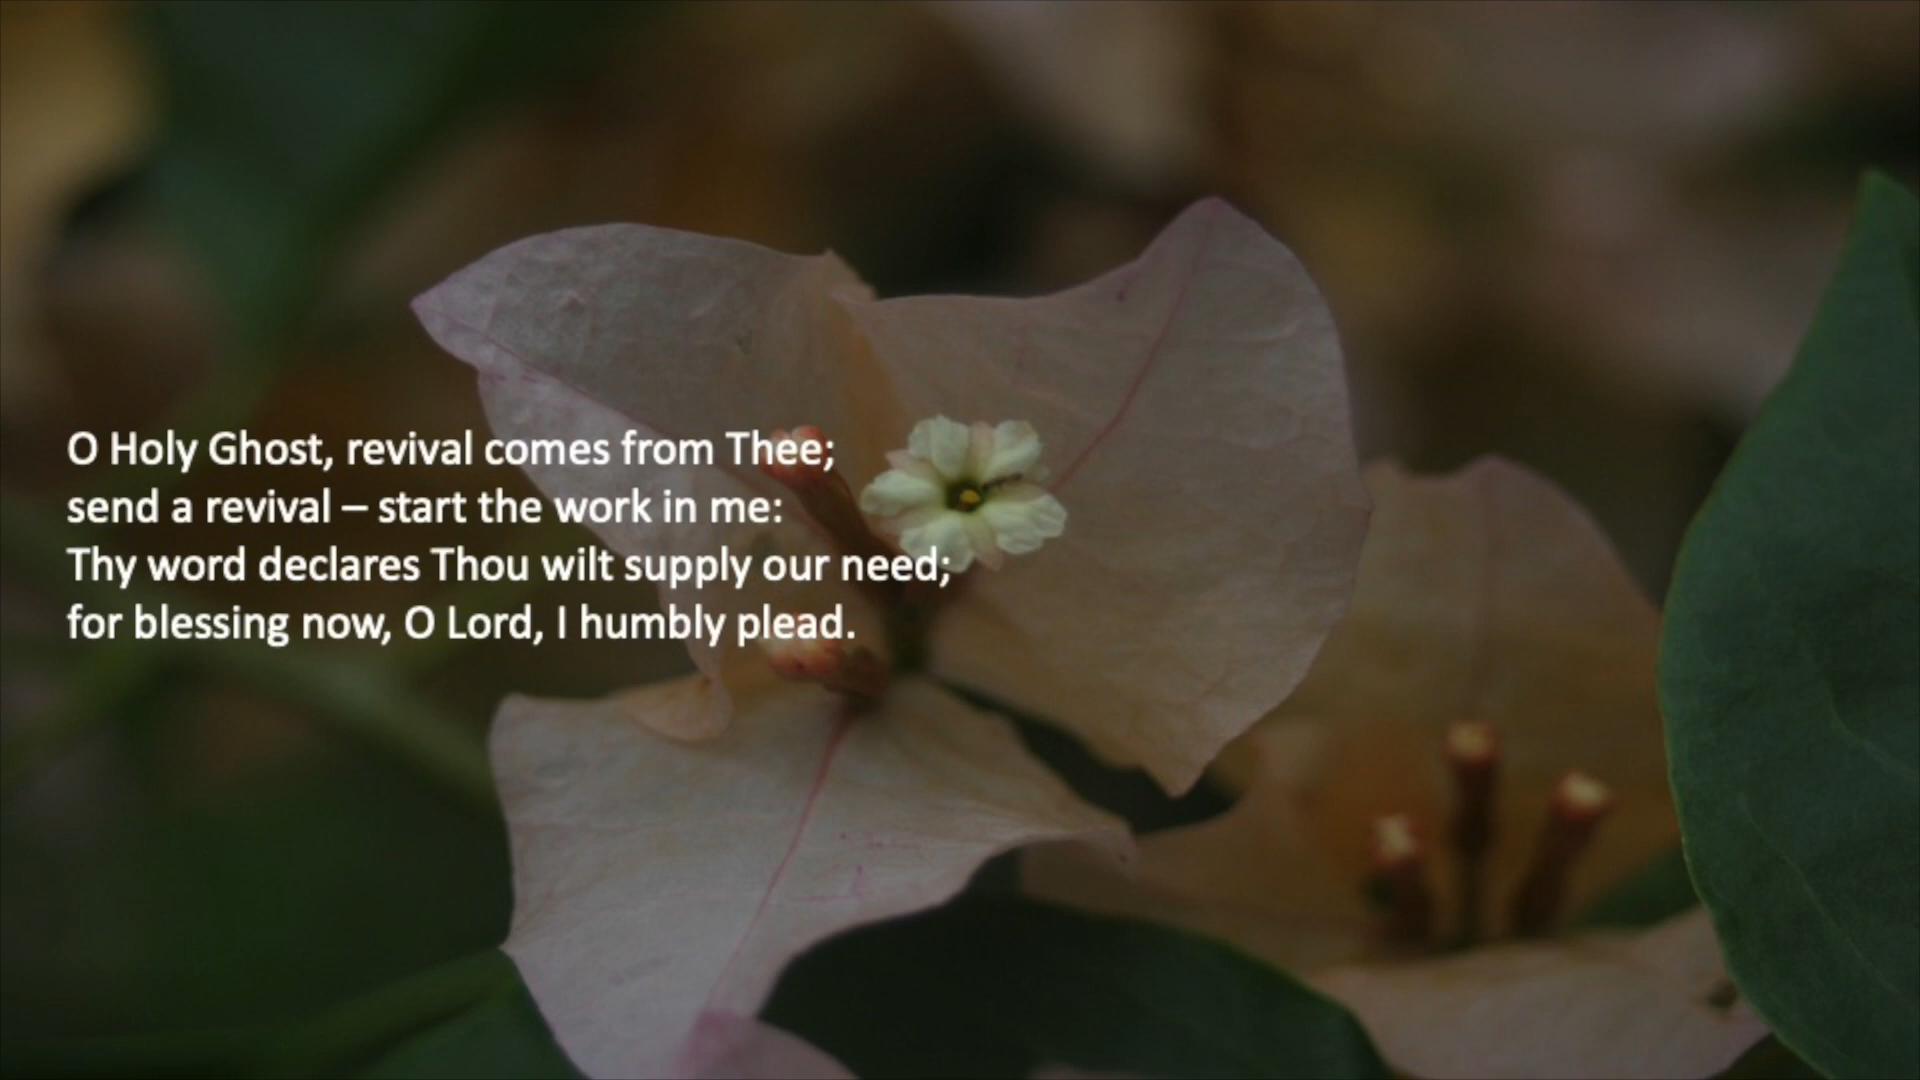 O Holy Ghost, revival comes from Thee;
send a revival – start the work in me:
Thy word declares Thou wilt supply our need;
for blessing now, O Lord, I humbly plead.